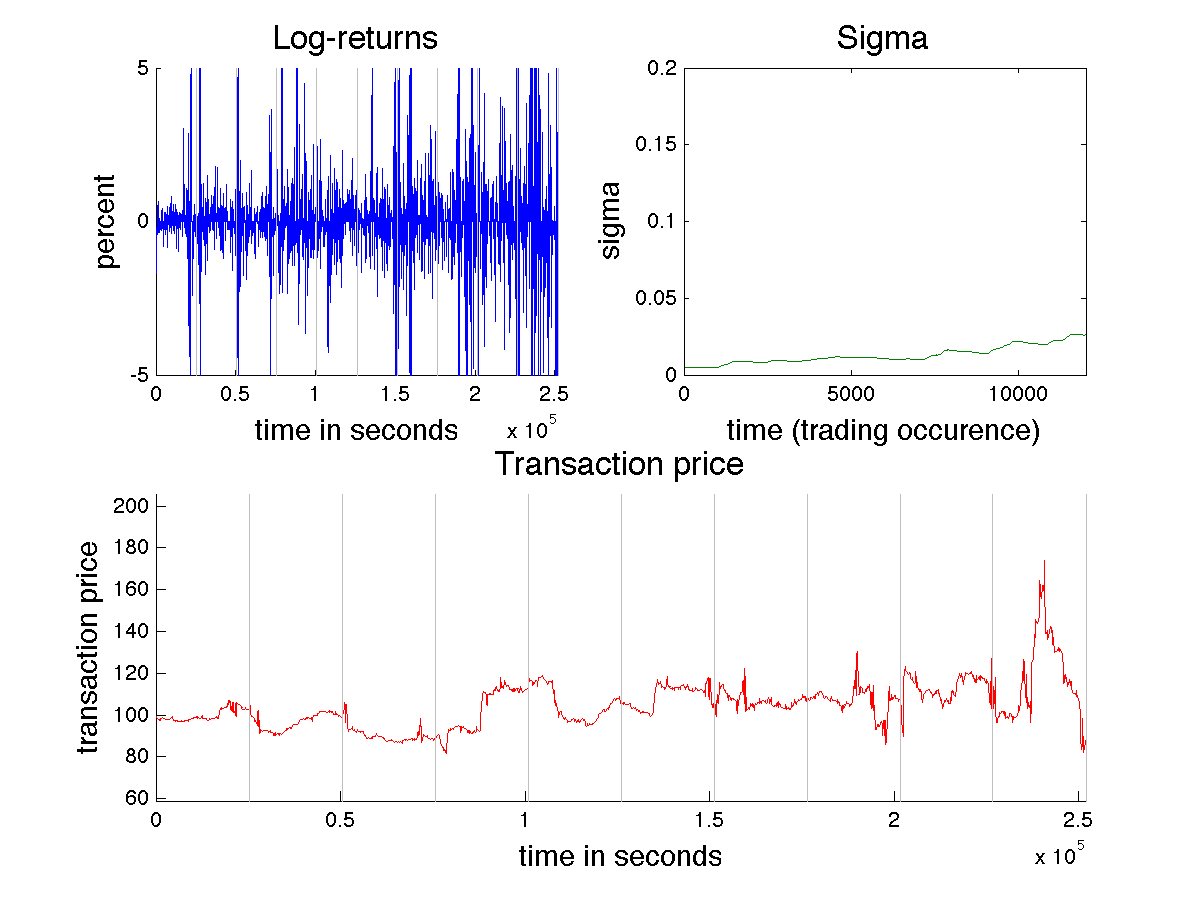 Log-returns
5
0
-5
percent
0
0.5
1
1.5
2
2.5
time in seconds
x 10^5
Sigma
0.2
0.15
0.1
0.05
0
sigma
0
5000
10000
time (trading occurence)
Transaction price
200
180
160
140
120
100
80
60
transaction price
0
0.5
1
1.5
2
2.5
time in seconds
x 10^5